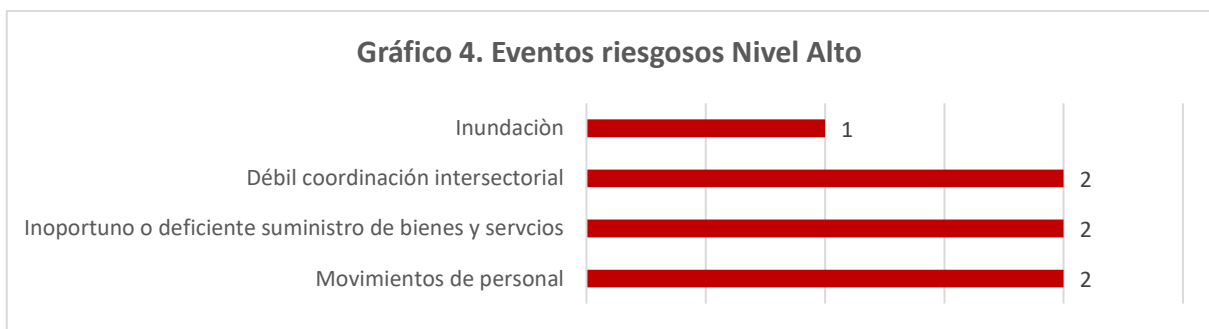 Gráfico 4. Eventos riesgosos Nivel Alto
Inundaciòn
1
Débil coordinación intersectorial
2
Inoportuno o deficiente suministro de bienes y servcios
2
Movimientos de personal
2